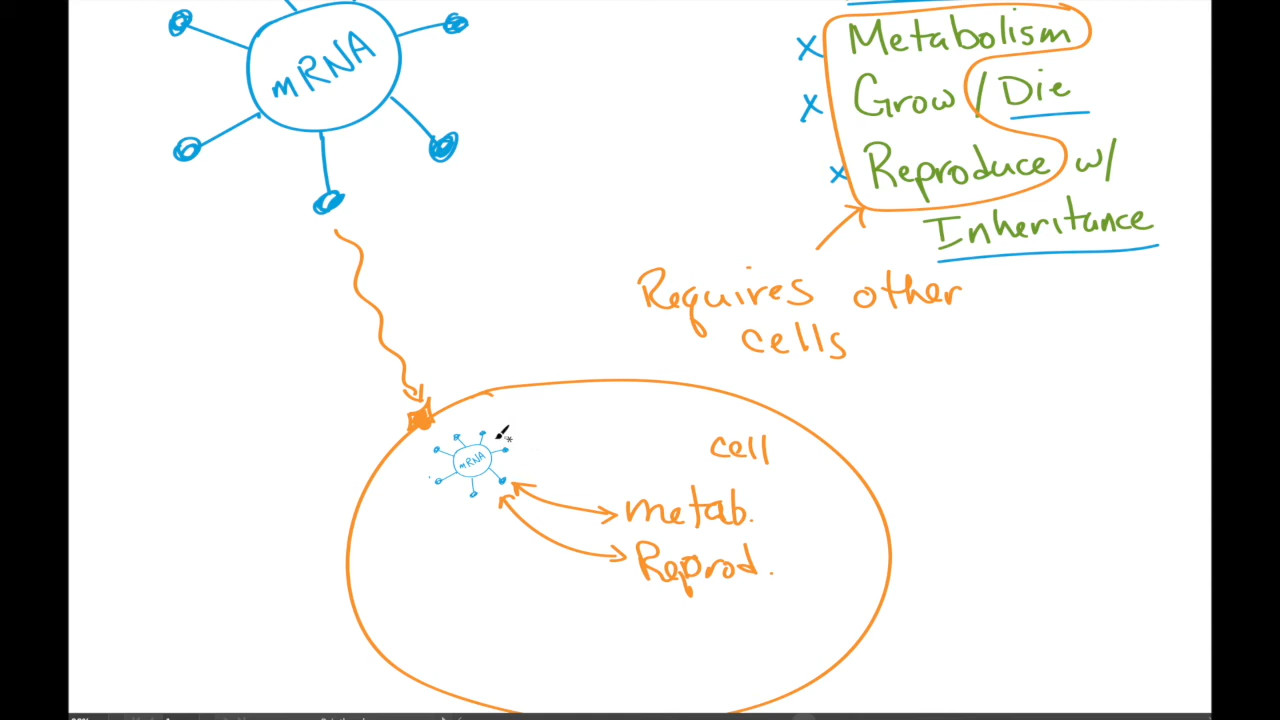 mRNA
Metabolism
Grow / Die
Reproduce w/
Inheritance
Requires other
cells
cell
mRNA
metab.
Reprod.